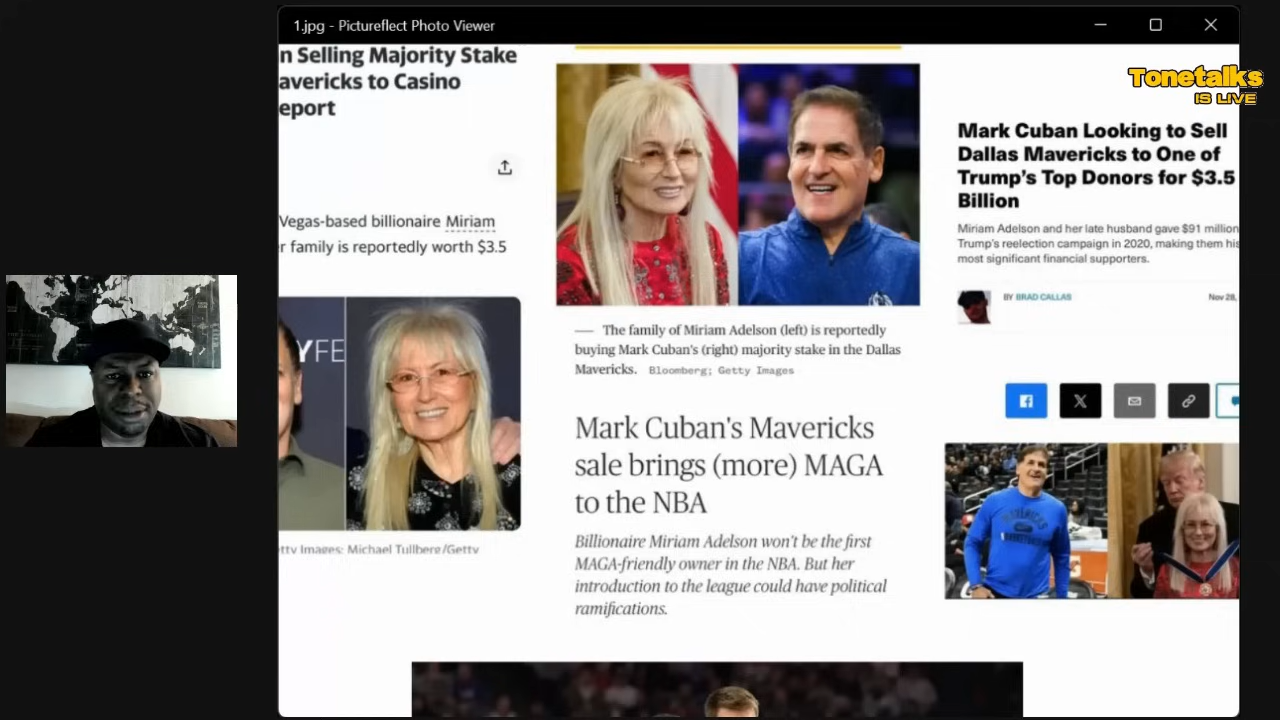 1.jpg - Pictureflect Photo Viewer
Tonetalks
IS LIVE
n Selling Majority Stake
avericks to Casino
eport
Vegas-based billionaire Miriam
r family is reportedly worth $3.5
YFE
tty Images: Michael Tullberg/Getty
— The family of Miriam Adelson (left) is reportedly
buying Mark Cuban's (right) majority stake in the Dallas
Mavericks. Bloomberg; Getty Images
Mark Cuban's Mavericks
sale brings (more) MAGA
to the NBA
Billionaire Miriam Adelson won't be the first
MAGA-friendly owner in the NBA. But her
introduction to the league could have political
ramifications.
Mark Cuban Looking to Sell
Dallas Mavericks to One of
Trump's Top Donors for $3.5
Billion
Miriam Adelson and her late husband gave $91 million
Trump's reelection campaign in 2020, making them his
most significant financial supporters.
BY BRAD CALLAS
Nov 28,
MAVERICKS